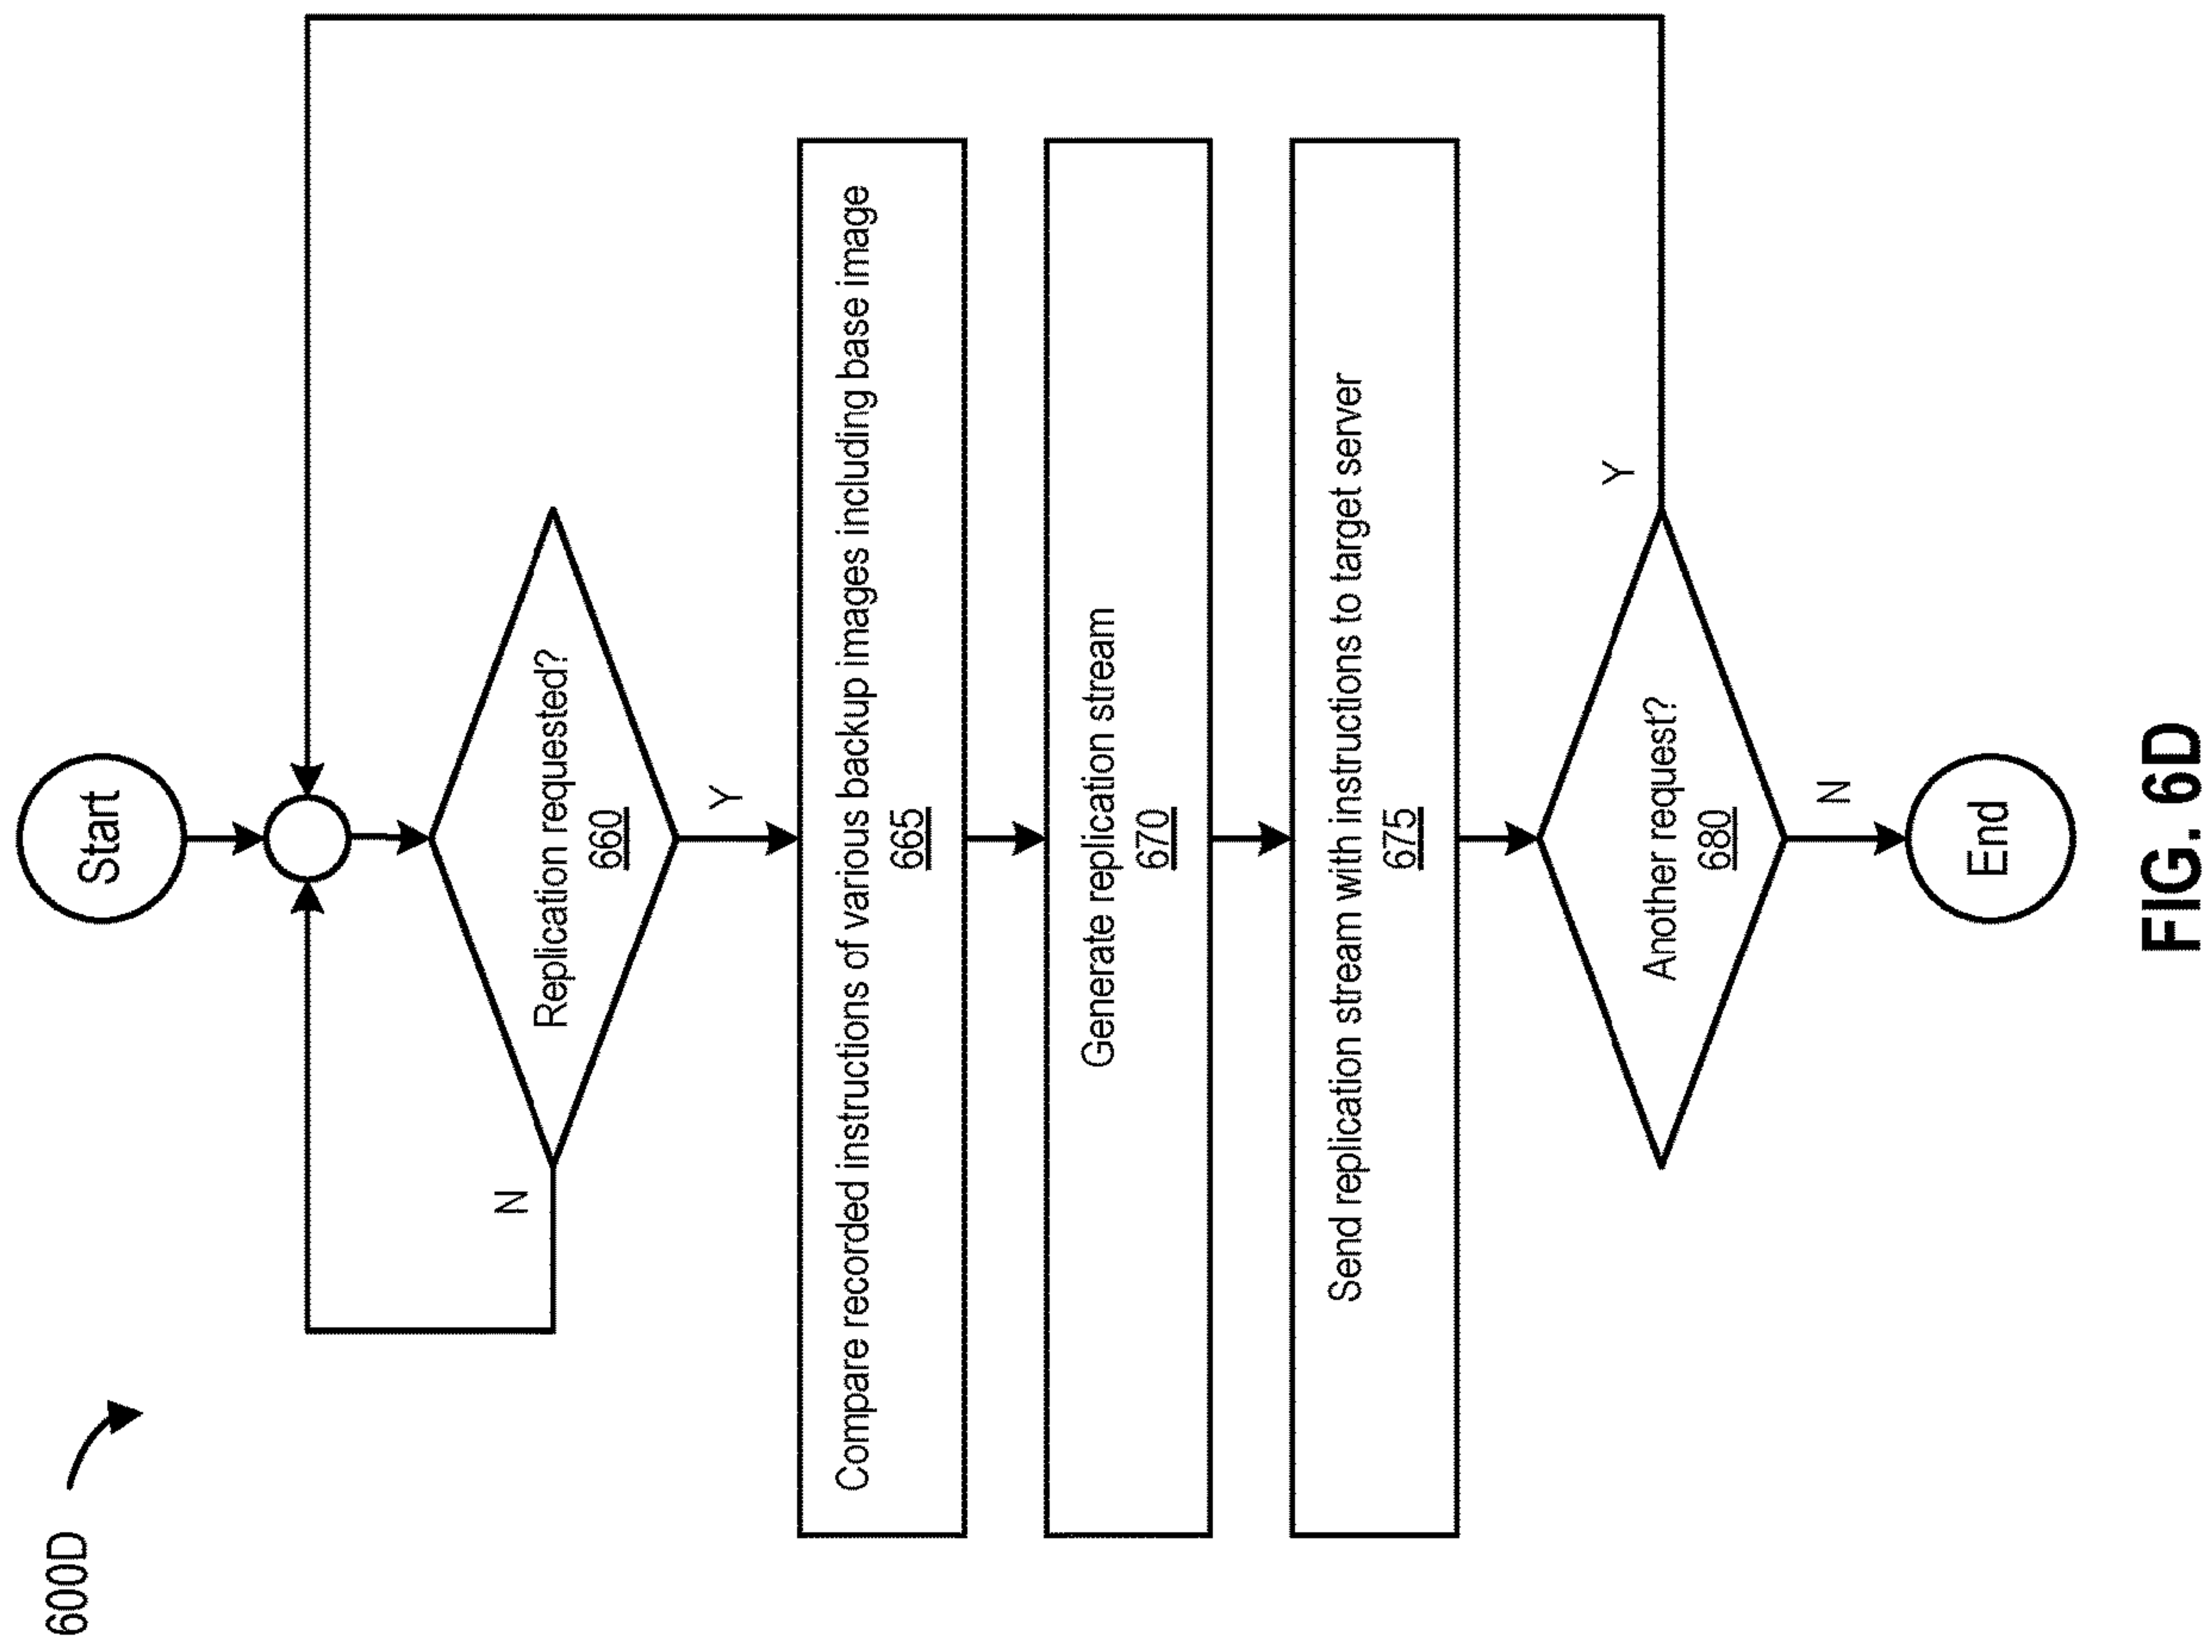 600D
Start
Replication requested?
660
N
Y
Compare recorded instructions of various backup images including base image
665
Generate replication stream
670
Send replication stream with instructions to target server
675
Another request?
680
Y
N
End
FIG. 6D